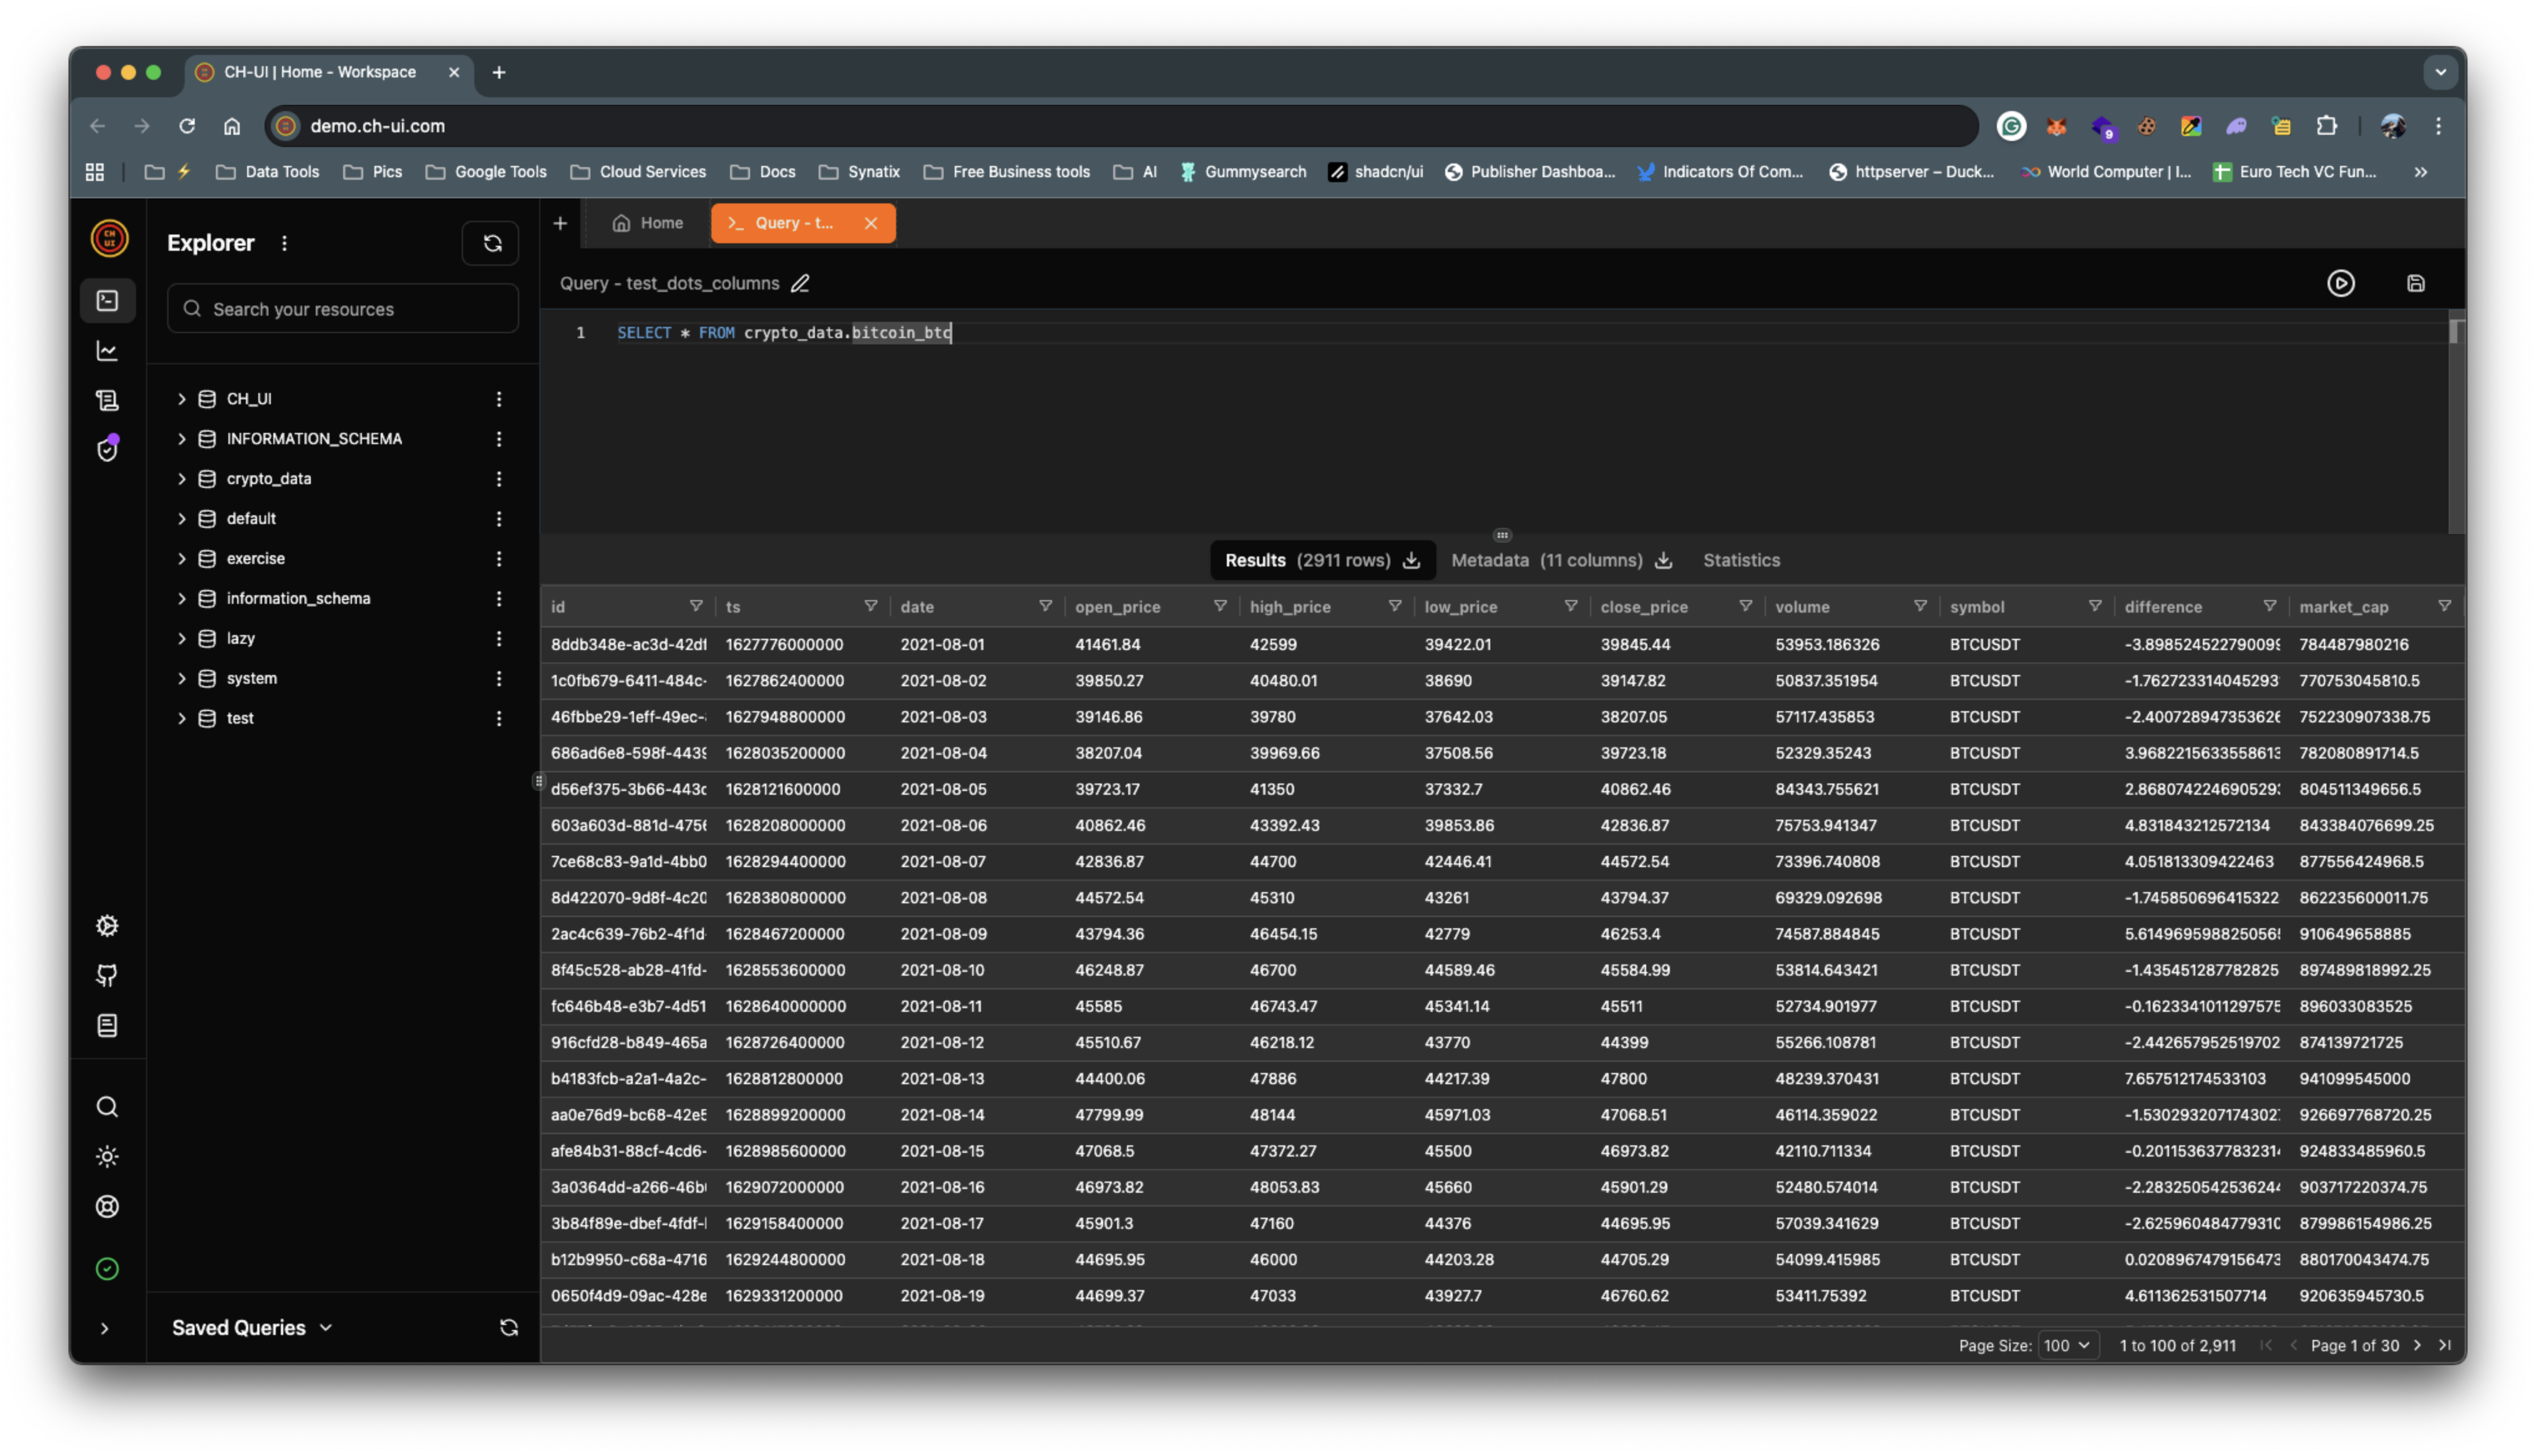 CH-UI | Home - Workspace
demo.ch-ui.com
9
Data Tools Pics Google Tools Cloud Services Docs Synatix Free Business tools AI Gummysearch shadcn/ui Publisher Dashboa... Indicators Of Com... httpserver – Duck... World Computer | I... Euro Tech VC Fun...
CH UI
Explorer
Search your resources
CH_UI
INFORMATION_SCHEMA
crypto_data
default
exercise
information_schema
lazy
system
test
Saved Queries
Home Query - t...
Query - test_dots_columns
1 SELECT * FROM crypto_data.bitcoin_btc
Results (2911 rows) Metadata (11 columns) Statistics
id ts date open_price high_price low_price close_price volume symbol difference market_cap
8ddb348e-ac3d-42df 1627776000000 2021-08-01 41461.84 42599 39422.01 39845.44 53953.186326 BTCUSDT -3.898524522790099 784487980216
1c0fb679-6411-484c- 1627862400000 2021-08-02 39850.27 40480.01 38690 39147.82 50837.351954 BTCUSDT -1.762723314045293 770753045810.5
46fbbe29-1eff-49ec- 1627948800000 2021-08-03 39146.86 39780 37642.03 38207.05 57117.435853 BTCUSDT -2.400728947353626 752230907338.75
686ad6e8-598f-4439 1628035200000 2021-08-04 38207.04 39969.66 37508.56 39723.18 52329.35243 BTCUSDT 3.9682215633558613 782080891714.5
d56ef375-3b66-443c 1628121600000 2021-08-05 39723.17 41350 37332.7 40862.46 84343.755621 BTCUSDT 2.868074224690529 804511349656.5
603a603d-881d-4756 1628208000000 2021-08-06 40862.46 43392.43 39853.86 42836.87 75753.941347 BTCUSDT 4.831843212572134 843384076699.25
7ce68c83-9a1d-4bb0 1628294400000 2021-08-07 42836.87 44700 42446.41 44572.54 73396.740808 BTCUSDT 4.051813309422463 877556424968.5
8d422070-9d8f-4c20 1628380800000 2021-08-08 44572.54 45310 43261 43794.37 69329.092698 BTCUSDT -1.745850696415322 862235600011.75
2ac4c639-76b2-4f1d 1628467200000 2021-08-09 43794.36 46454.15 42779 46253.4 74587.884845 BTCUSDT 5.614969598825056 910649658885
8f45c528-ab28-41fd- 1628553600000 2021-08-10 46248.87 46700 44589.46 45584.99 53814.643421 BTCUSDT -1.435451287782825 897489818992.25
fc646b48-e3b7-4d51 1628640000000 2021-08-11 45585 46743.47 45341.14 45511 52734.901977 BTCUSDT -0.1623341011297575 896033083525
916cfd28-b849-465a 1628726400000 2021-08-12 45510.67 46218.12 43770 44399 55266.108781 BTCUSDT -2.442657952519702 874139721725
b4183fcb-a2a1-4a2c- 1628812800000 2021-08-13 44400.06 47886 44217.39 47800 48239.370431 BTCUSDT 7.657512174533103 941099545000
aa0e76d9-bc68-42e5 1628899200000 2021-08-14 47799.99 48144 45971.03 47068.51 46114.359022 BTCUSDT -1.530293207174302 926697768720.25
afe84b31-88cf-4cd6- 1628985600000 2021-08-15 47068.5 47372.27 45500 46973.82 42110.711334 BTCUSDT -0.201153637783231 924833485960.5
3a0364dd-a266-46b 1629072000000 2021-08-16 46973.82 48053.83 45660 45901.29 52480.574014 BTCUSDT -2.283250542536244 903717220374.75
3b84f89e-dbef-4fdf- 1629158400000 2021-08-17 45901.3 47160 44376 44695.95 57039.341629 BTCUSDT -2.625960484779310 879986154986.25
b12b9950-c68a-4716 1629244800000 2021-08-18 44695.95 46000 44203.28 44705.29 54099.415985 BTCUSDT 0.0208967479156473 880170043474.75
0650f4d9-09ac-428e 1629331200000 2021-08-19 44699.37 47033 43927.7 46760.62 53411.75392 BTCUSDT 4.611362531507714 920635945730.5
Page Size: 100 1 to 100 of 2,911 Page 1 of 30